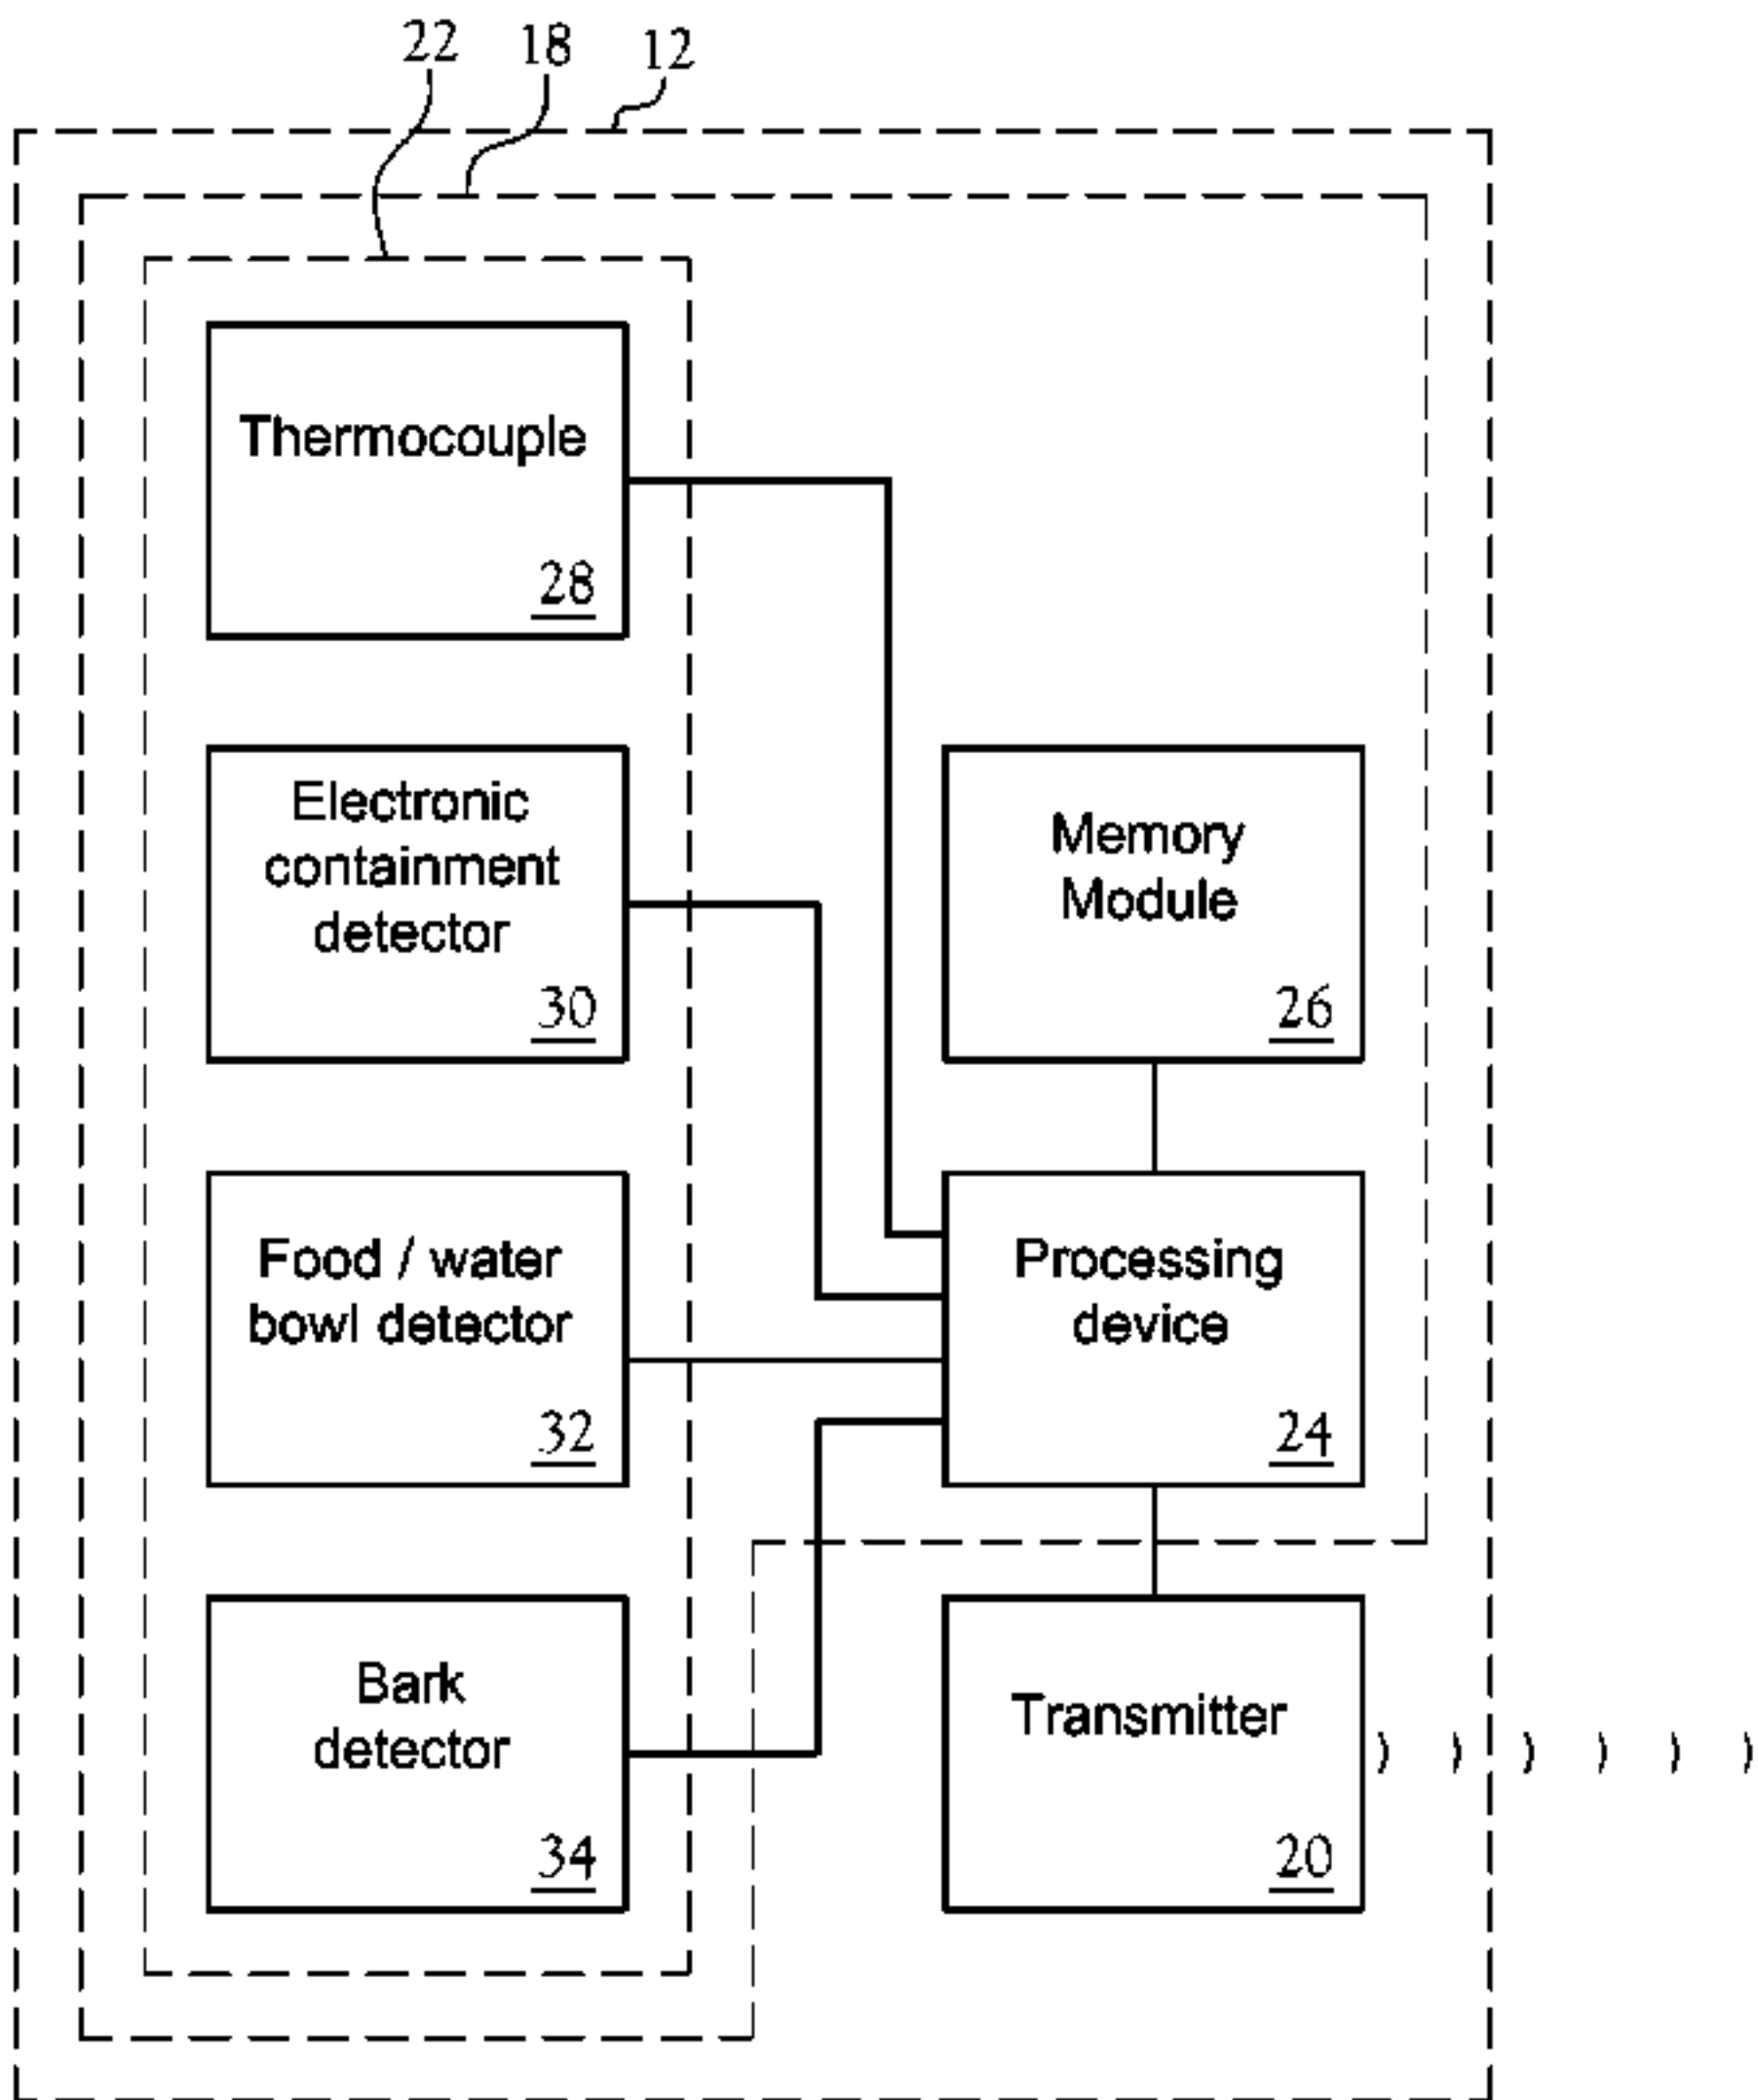 22
18
12
Thermocouple
28
Electronic
containment
detector
30
Memory
Module
26
Food / water
bowl detector
32
Processing
device
24
Bark
detector
34
Transmitter
20